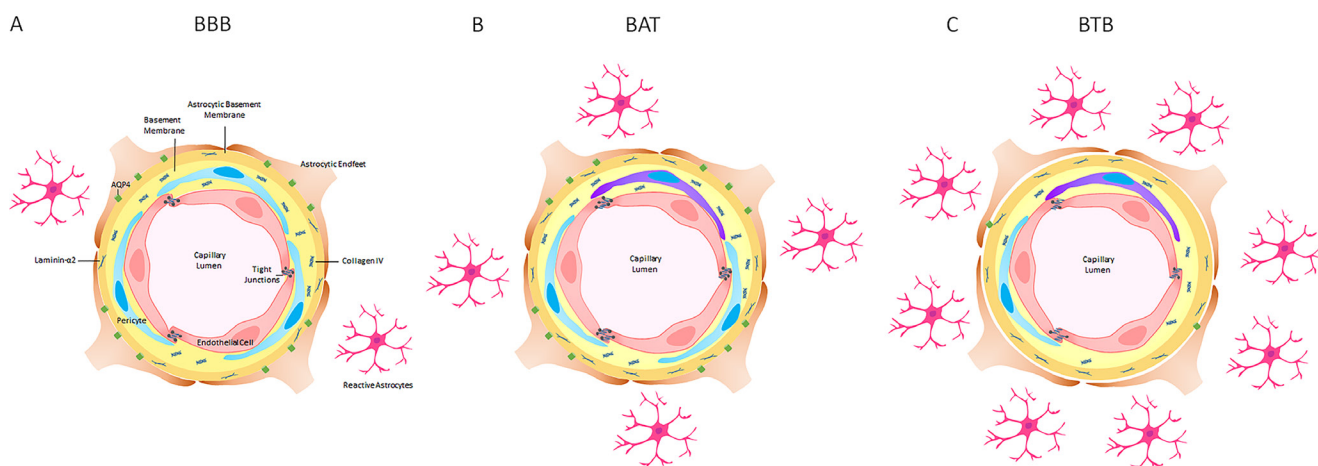 A
BBB
B
BAT
C
BTB
Astrocytic Basement
Membrane
Basement
Membrane
Astrocytic Endfeet
AQP4
Laminin-α2
Capillary
Lumen
Tight
Junctions
Collagen IV
Pericyte
Endothelial Cell
Reactive Astrocytes
Capillary
Lumen
Capillary
Lumen